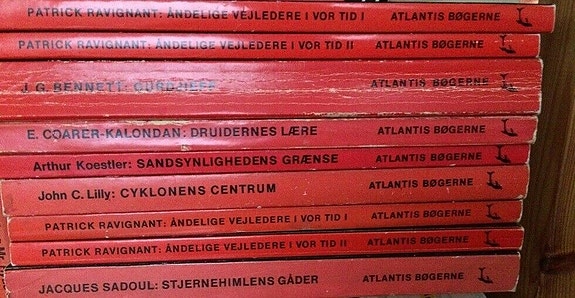 PATRICK RAVIGNANT: ÅNDELIGE VEJLEDERE I VOR TID I ATLANTIS BØGERNE
PATRICK RAVIGNANT: ÅNDELIGE VEJLEDERE I VOR TID II ATLANTIS BØGERNE
J. G. BENNETT: GURDJIEFF ATLANTIS BØGERNE
E. COARER-KALONDAN: DRUIDERNES LÆRE ATLANTIS BØGERNE
Arthur Koestler: SANDSYNLIGHEDENS GRÆNSE ATLANTIS BØGERNE
John C. Lilly: CYKLONENS CENTRUM ATLANTIS BØGERNE
PATRICK RAVIGNANT: ÅNDELIGE VEJLEDERE I VOR TID I ATLANTIS BØGERNE
PATRICK RAVIGNANT: ÅNDELIGE VEJLEDERE I VOR TID II ATLANTIS BØGERNE
JACQUES SADOUL: STJERNEHIMLENS GÅDER ATLANTIS BØGERNE